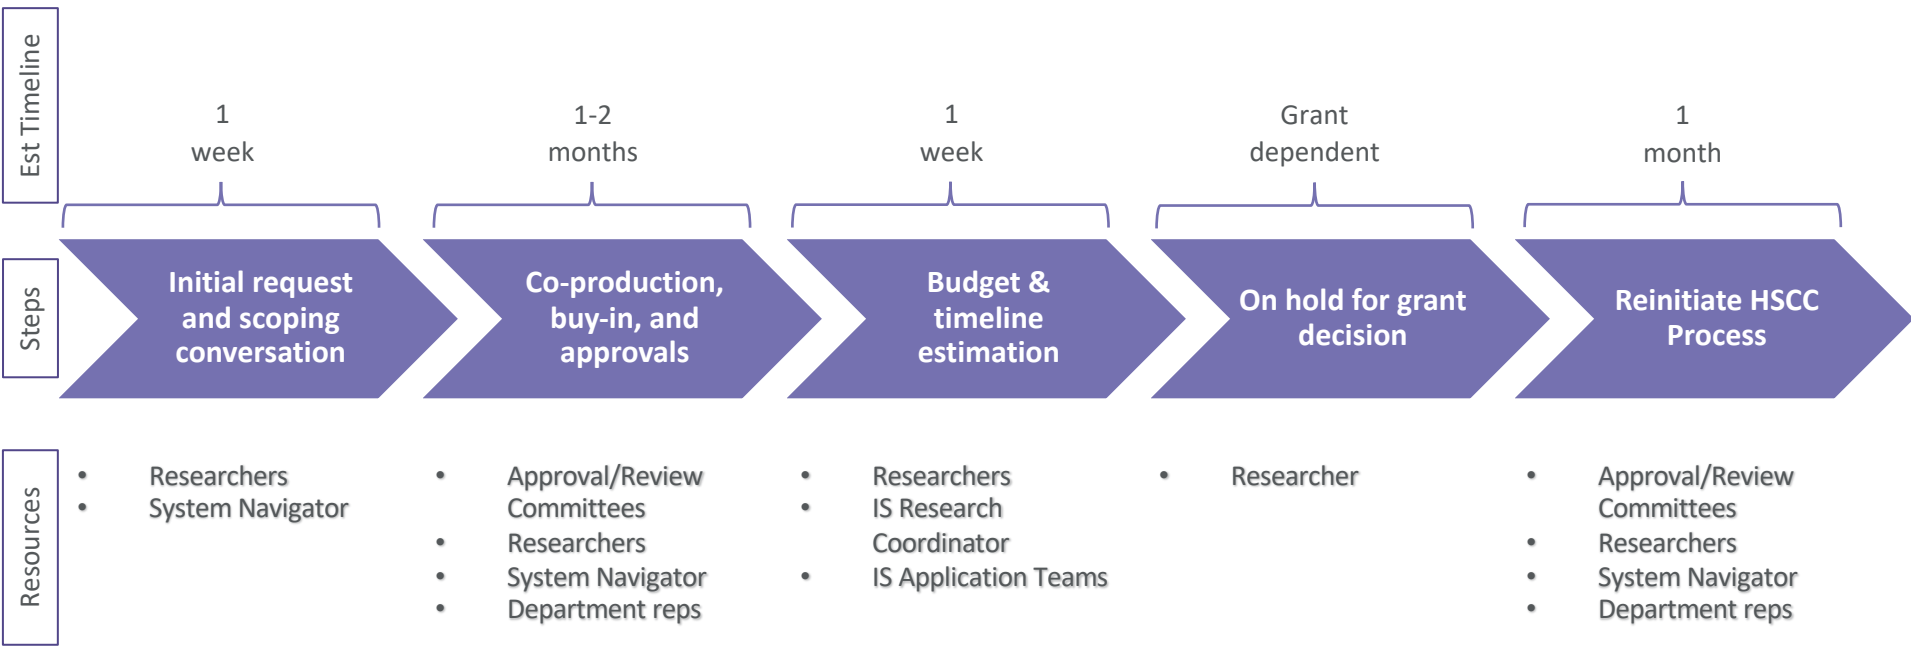 Est Timeline
1
week
1-2
months
1
week
Grant
dependent
1
month
Steps
Initial request
and scoping
conversation
Co-production,
buy-in, and
approvals
Budget &
timeline
estimation
On hold for grant
decision
Reinitiate HSCC
Process
Resources
• Researchers
• System Navigator
• Approval/Review
Committees
• Researchers
• System Navigator
• Department reps
• Researchers
• IS Research
Coordinator
• IS Application Teams
• Researcher
• Approval/Review
Committees
• Researchers
• System Navigator
• Department reps